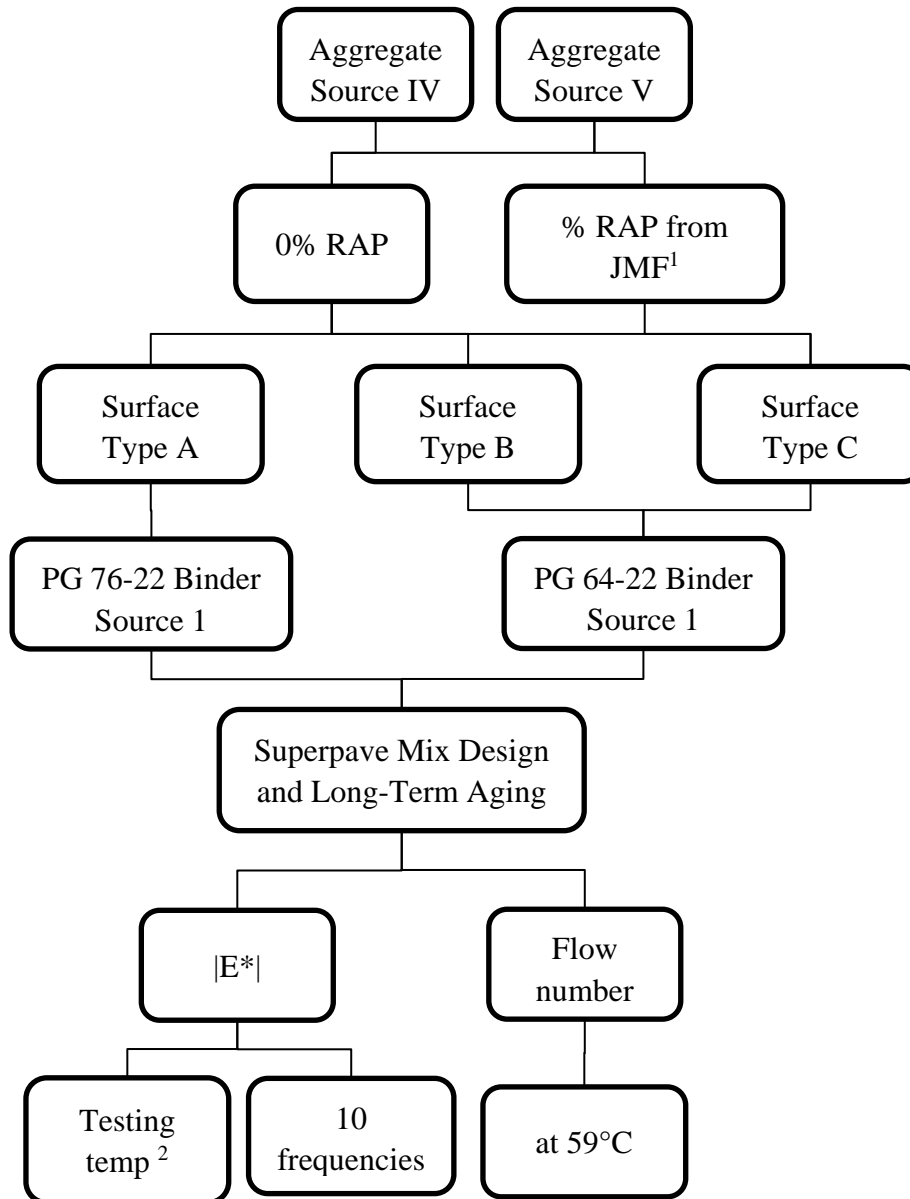 Aggregate
Source IV
Aggregate
Source V
0% RAP
% RAP from
JMF¹
Surface
Type A
Surface
Type B
Surface
Type C
PG 76-22 Binder
Source 1
PG 64-22 Binder
Source 1
Superpave Mix Design
and Long-Term Aging
|E*|
Flow
number
Testing
temp ²
10
frequencies
at 59°C